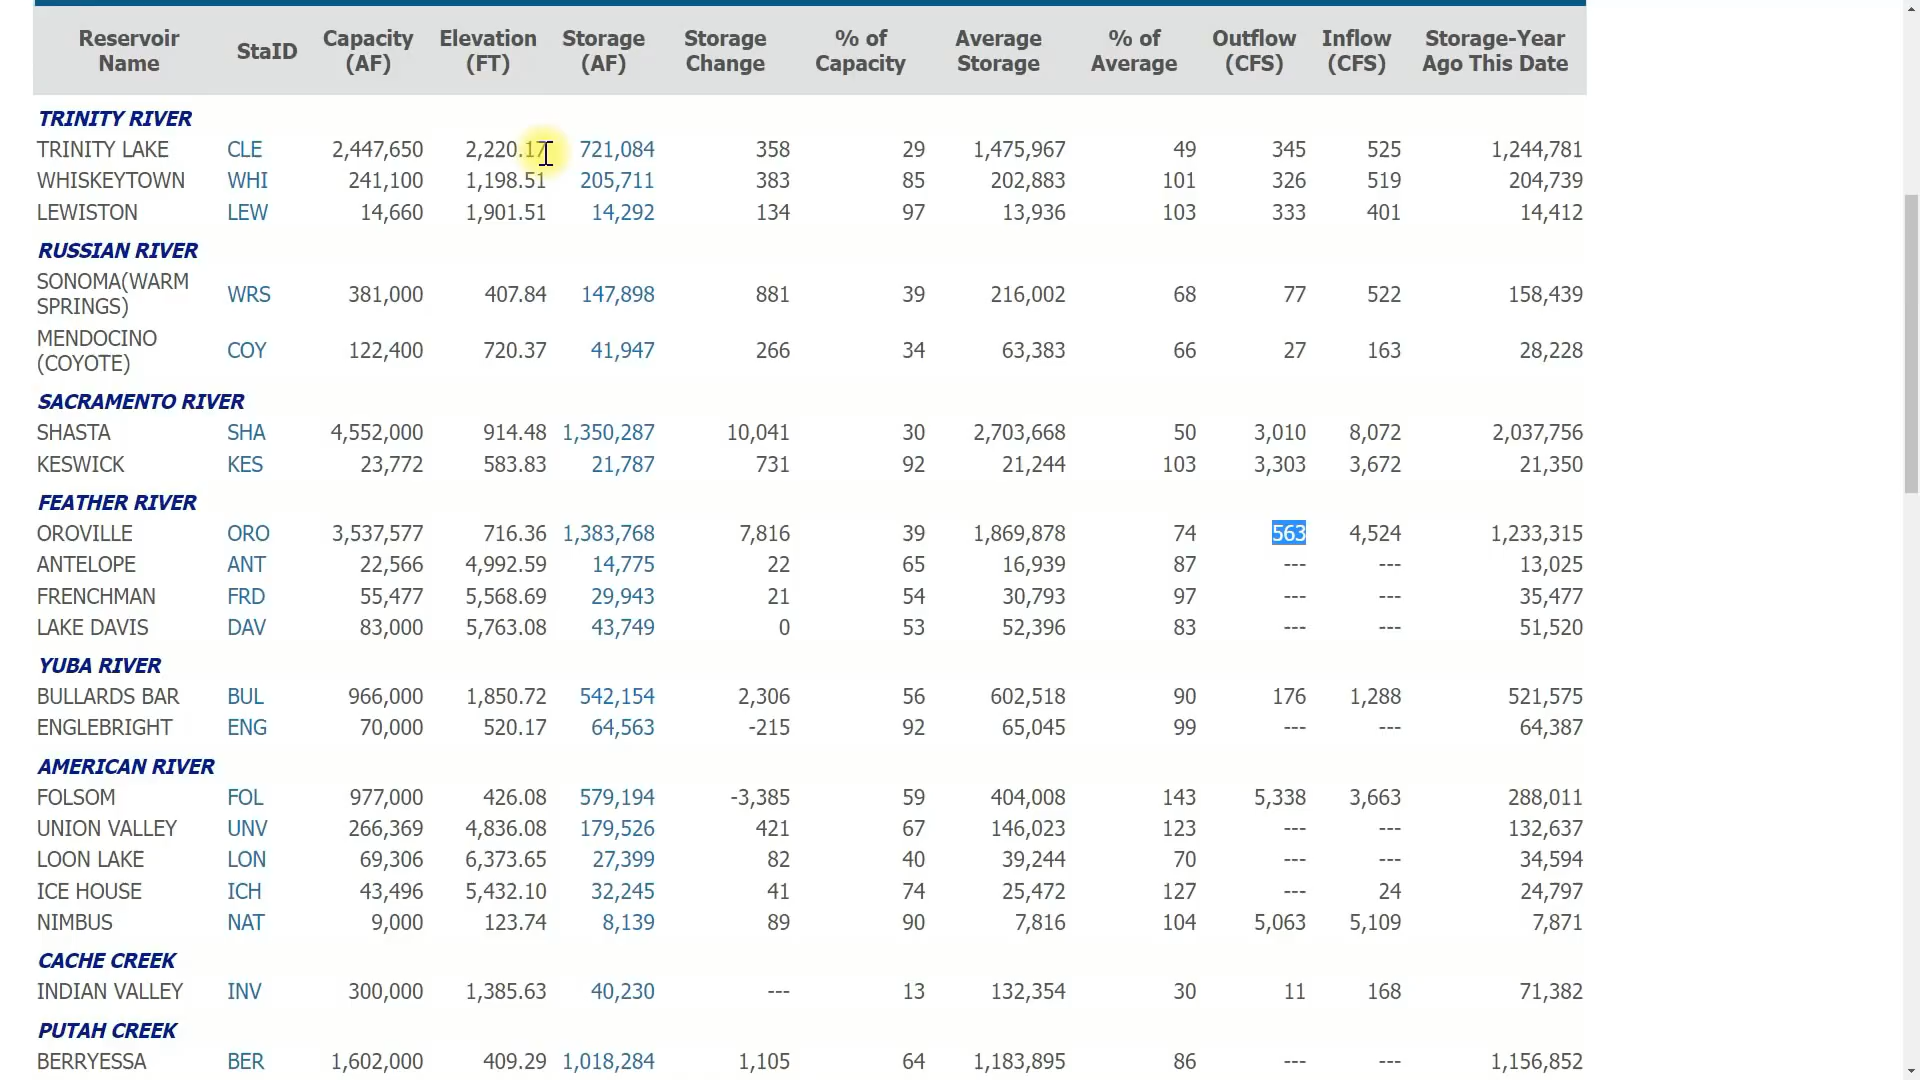 Reservoir Name StaID Capacity (AF) Elevation (FT) Storage (AF) Storage Change % of Capacity Average Storage % of Average Outflow (CFS) Inflow (CFS) Storage-Year Ago This Date
TRINITY RIVER
TRINITY LAKE CLE 2,447,650 2,220.17 721,084 358 29 1,475,967 49 345 525 1,244,781
WHISKEYTOWN WHI 241,100 1,198.51 205,711 383 85 202,883 101 326 519 204,739
LEWISTON LEW 14,660 1,901.51 14,292 134 97 13,936 103 333 401 14,412
RUSSIAN RIVER
SONOMA(WARM SPRINGS) WRS 381,000 407.84 147,898 881 39 216,002 68 77 522 158,439
MENDOCINO (COYOTE) COY 122,400 720.37 41,947 266 34 63,383 66 27 163 28,228
SACRAMENTO RIVER
SHASTA SHA 4,552,000 914.48 1,350,287 10,041 30 2,703,668 50 3,010 8,072 2,037,756
KESWICK KES 23,772 583.83 21,787 731 92 21,244 103 3,303 3,672 21,350
FEATHER RIVER
OROVILLE ORO 3,537,577 716.36 1,383,768 7,816 39 1,869,878 74 563 4,524 1,233,315
ANTELOPE ANT 22,566 4,992.59 14,775 22 65 16,939 87 --- --- 13,025
FRENCHMAN FRD 55,477 5,568.69 29,943 21 54 30,793 97 --- --- 35,477
LAKE DAVIS DAV 83,000 5,763.08 43,749 0 53 52,396 83 --- --- 51,520
YUBA RIVER
BULLARDS BAR BUL 966,000 1,850.72 542,154 2,306 56 602,518 90 176 1,288 521,575
ENGLEBRIGHT ENG 70,000 520.17 64,563 -215 92 65,045 99 --- --- 64,387
AMERICAN RIVER
FOLSOM FOL 977,000 426.08 579,194 -3,385 59 404,008 143 5,338 3,663 288,011
UNION VALLEY UNV 266,369 4,836.08 179,526 421 67 146,023 123 --- --- 132,637
LOON LAKE LON 69,306 6,373.65 27,399 82 40 39,244 70 --- --- 34,594
ICE HOUSE ICH 43,496 5,432.10 32,245 41 74 25,472 127 --- 24 24,797
NIMBUS NAT 9,000 123.74 8,139 89 90 7,816 104 5,063 5,109 7,871
CACHE CREEK
INDIAN VALLEY INV 300,000 1,385.63 40,230 --- 13 132,354 30 11 168 71,382
PUTAH CREEK
BERRYESSA BER 1,602,000 409.29 1,018,284 1,105 64 1,183,895 86 --- --- 1,156,852